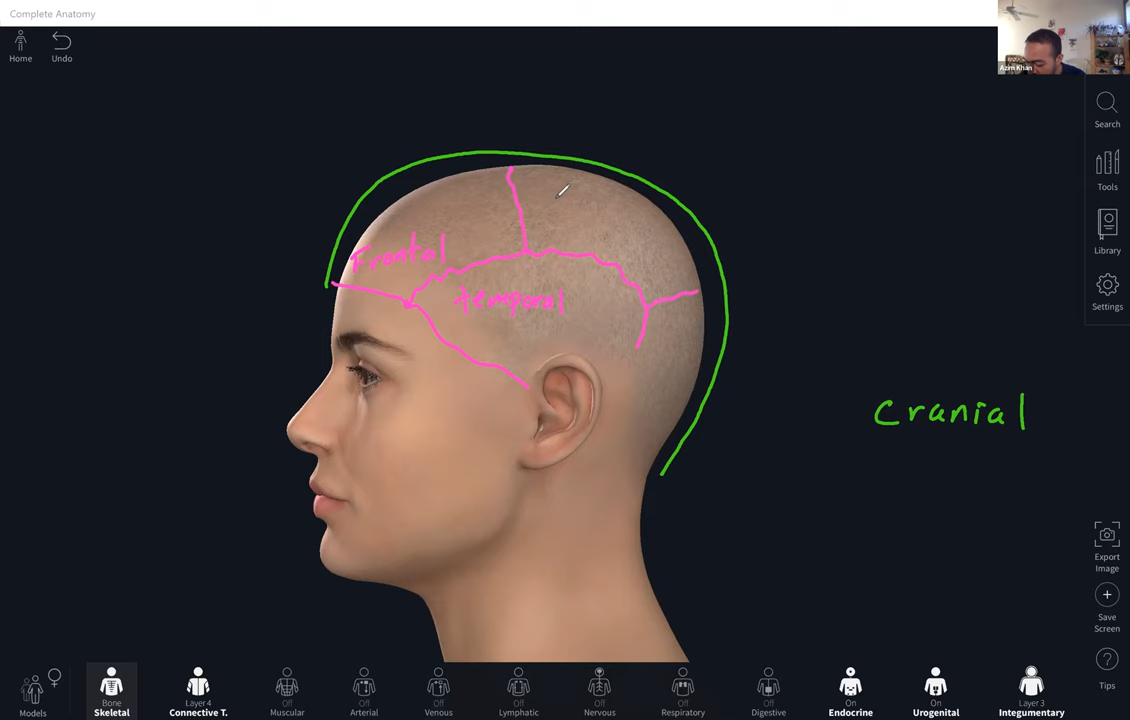 Complete Anatomy
Home
Undo
Azim Khan
Search
Tools
Library
Settings
Frontal
temporal
Cranial
Export
Image
Save
Screen
Tips
Models
Bone
Skeletal
Layer 4
Connective T.
Off
Muscular
Off
Arterial
Off
Venous
Off
Lymphatic
Off
Nervous
Off
Respiratory
Off
Digestive
On
Endocrine
On
Urogenital
Layer 3
Integumentary